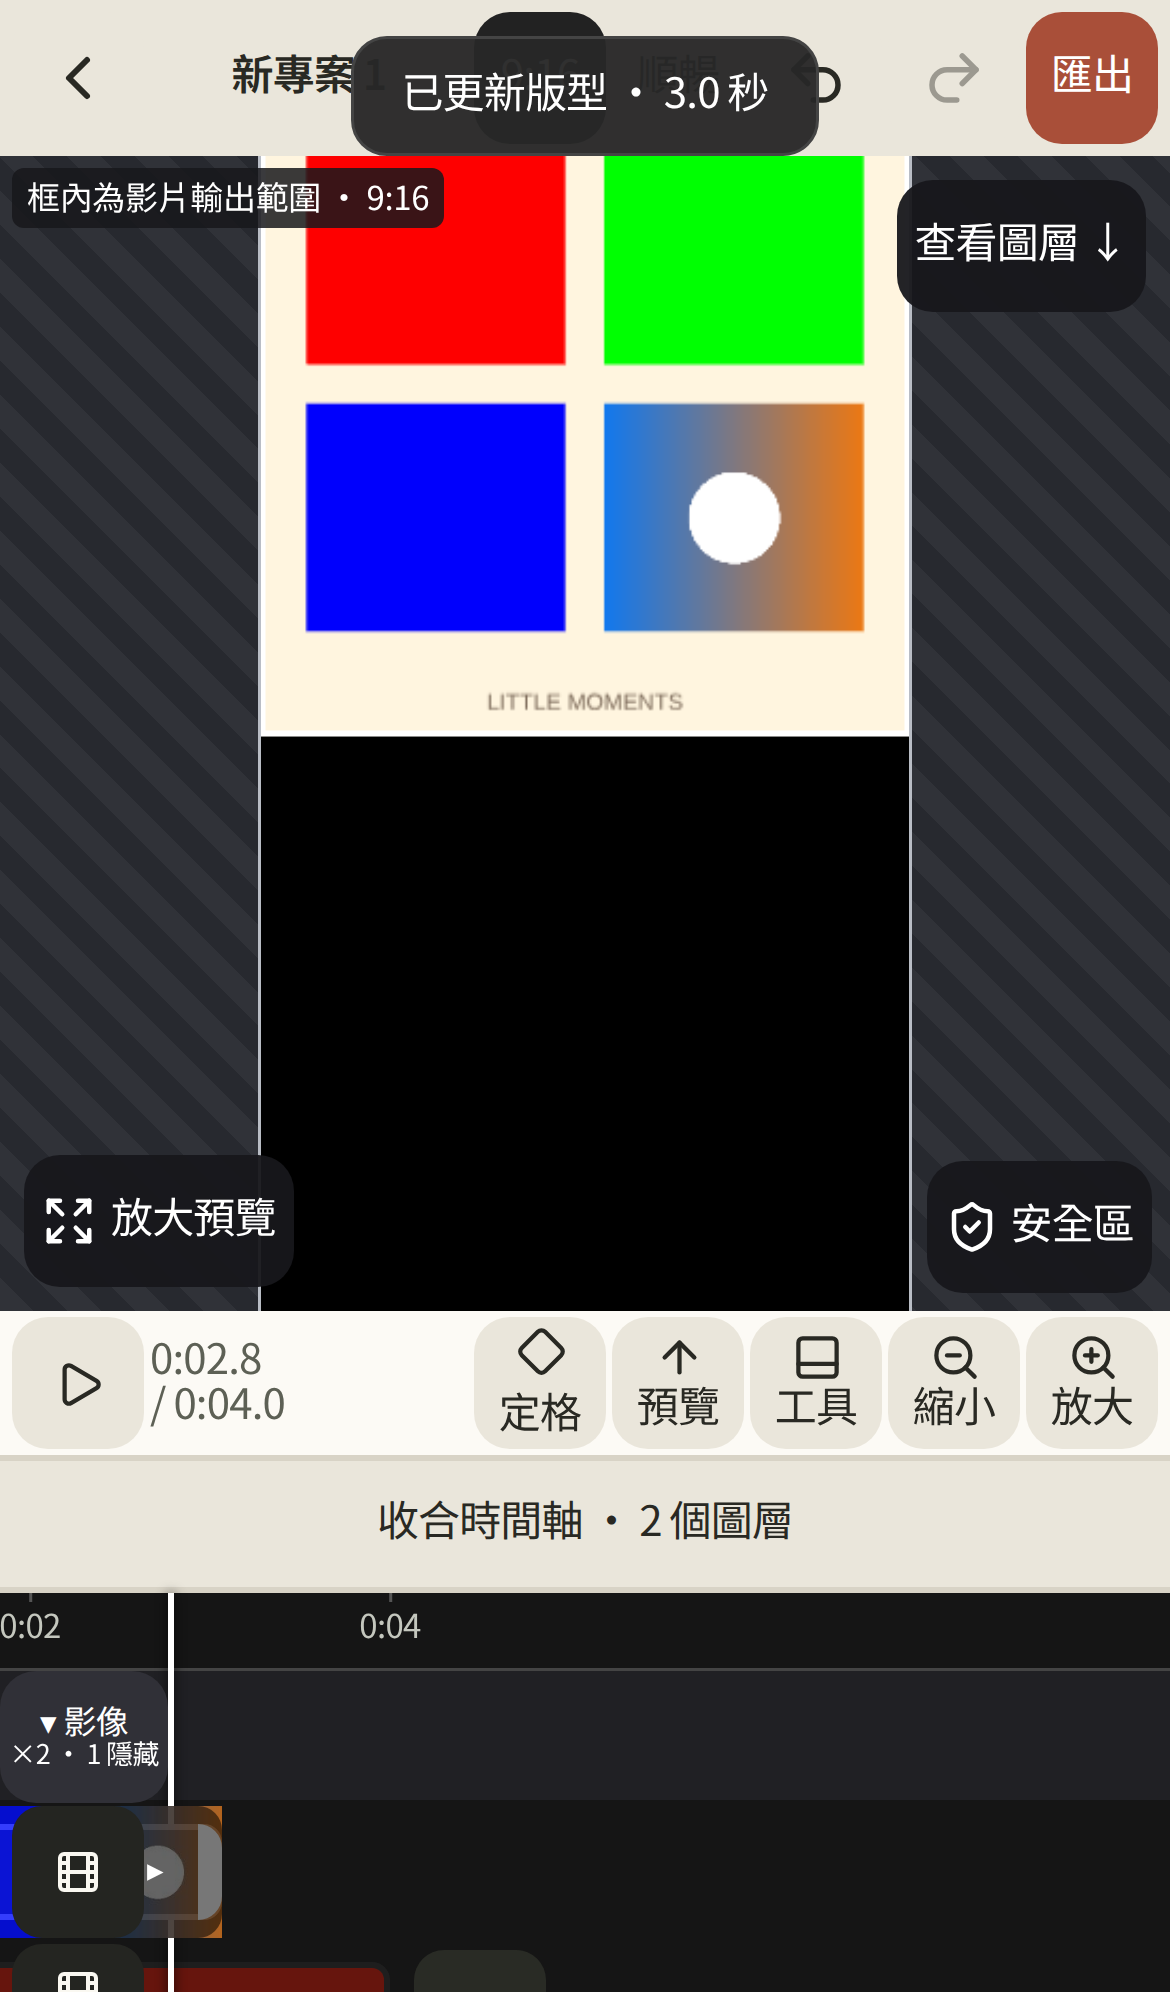 新專案 1
已更新版型 · 3.0 秒
匯出
框內為影片輸出範圍 · 9:16
查看圖層 ↓
LITTLE MOMENTS
放大預覽
安全區
0:02.8
/ 0:04.0
定格
預覽
工具
縮小
放大
收合時間軸 · 2 個圖層
0:02
0:04
▾ 影像
×2 · 1 隱藏